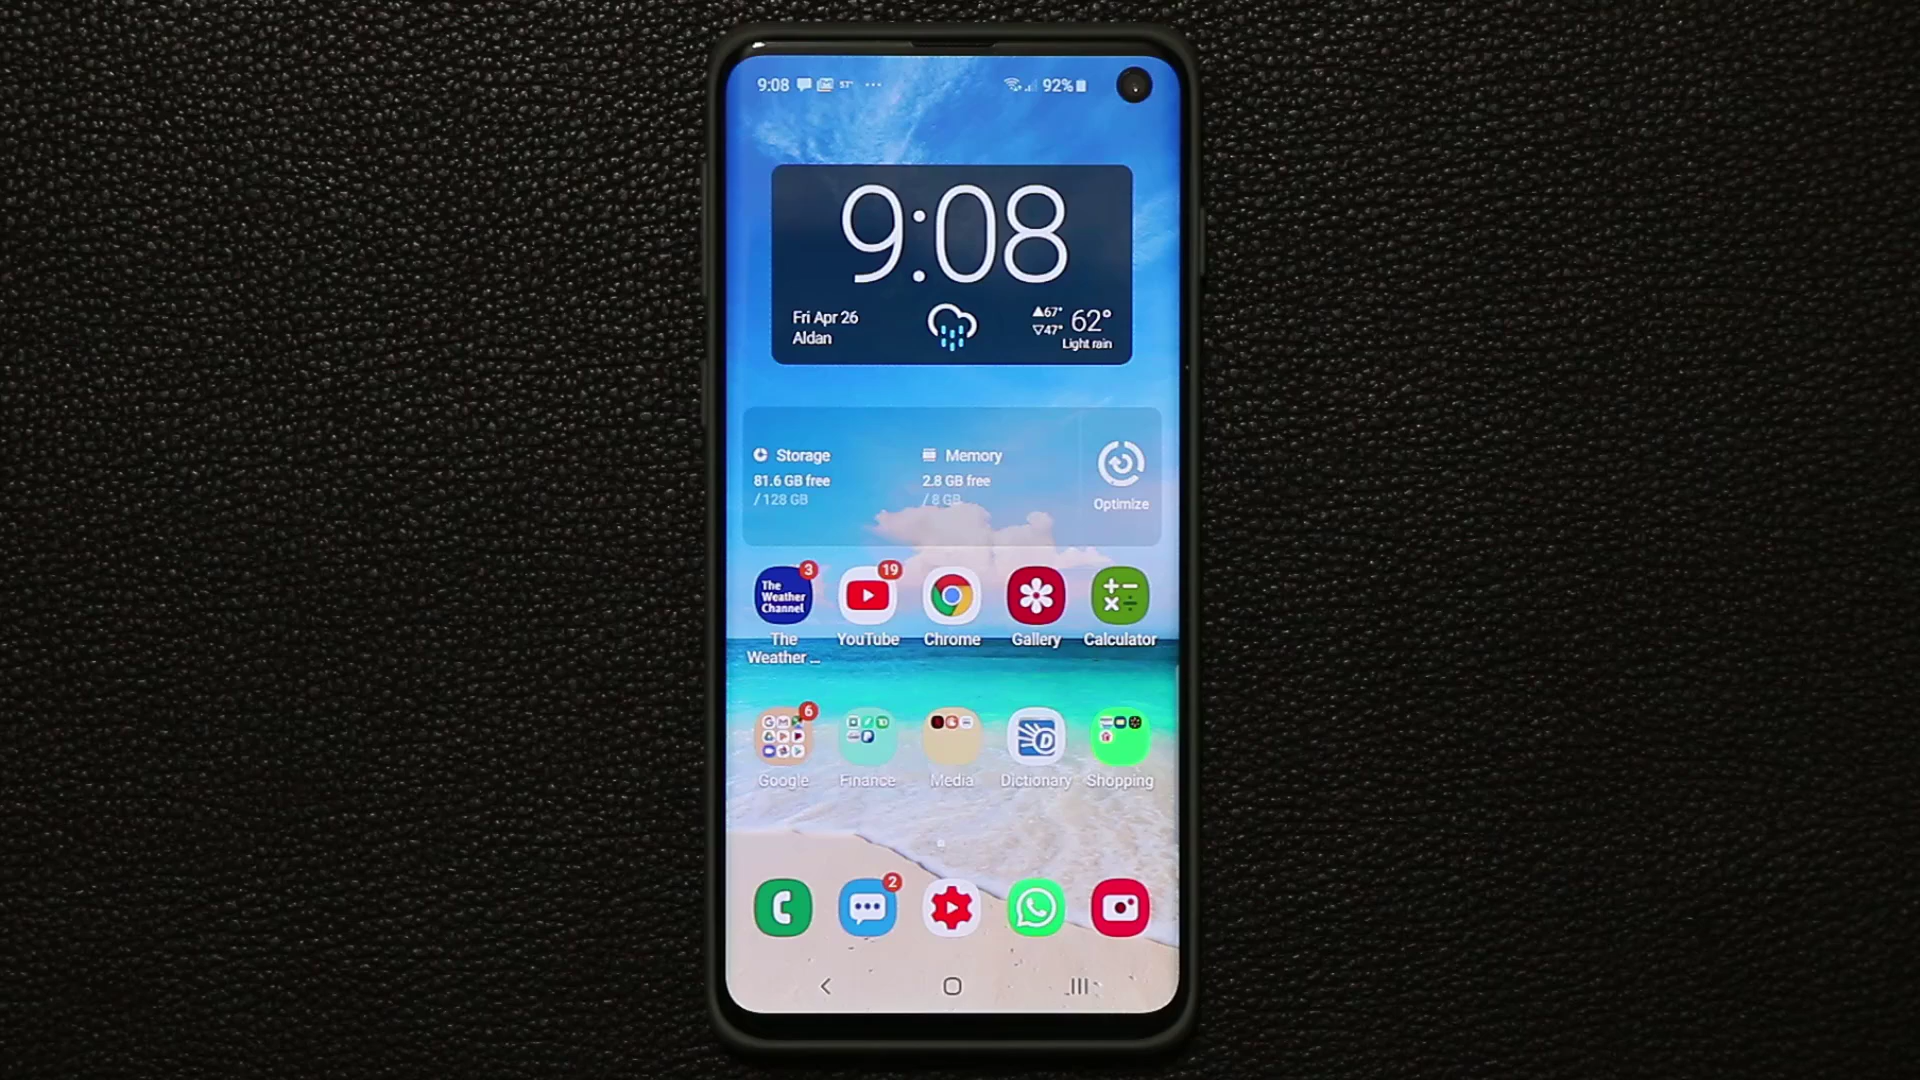 9:08 57° 92%
9:08
Fri Apr 26
Aldan
67°
47°
62°
Light rain
Storage
81.6 GB free
/ 128 GB
Memory
2.8 GB free
/ 8 GB
Optimize
3
19
The
Weather
Channel
The
Weather ...
YouTube
Chrome
Gallery
Calculator
6
Google
Finance
Media
Dictionary
Shopping
2